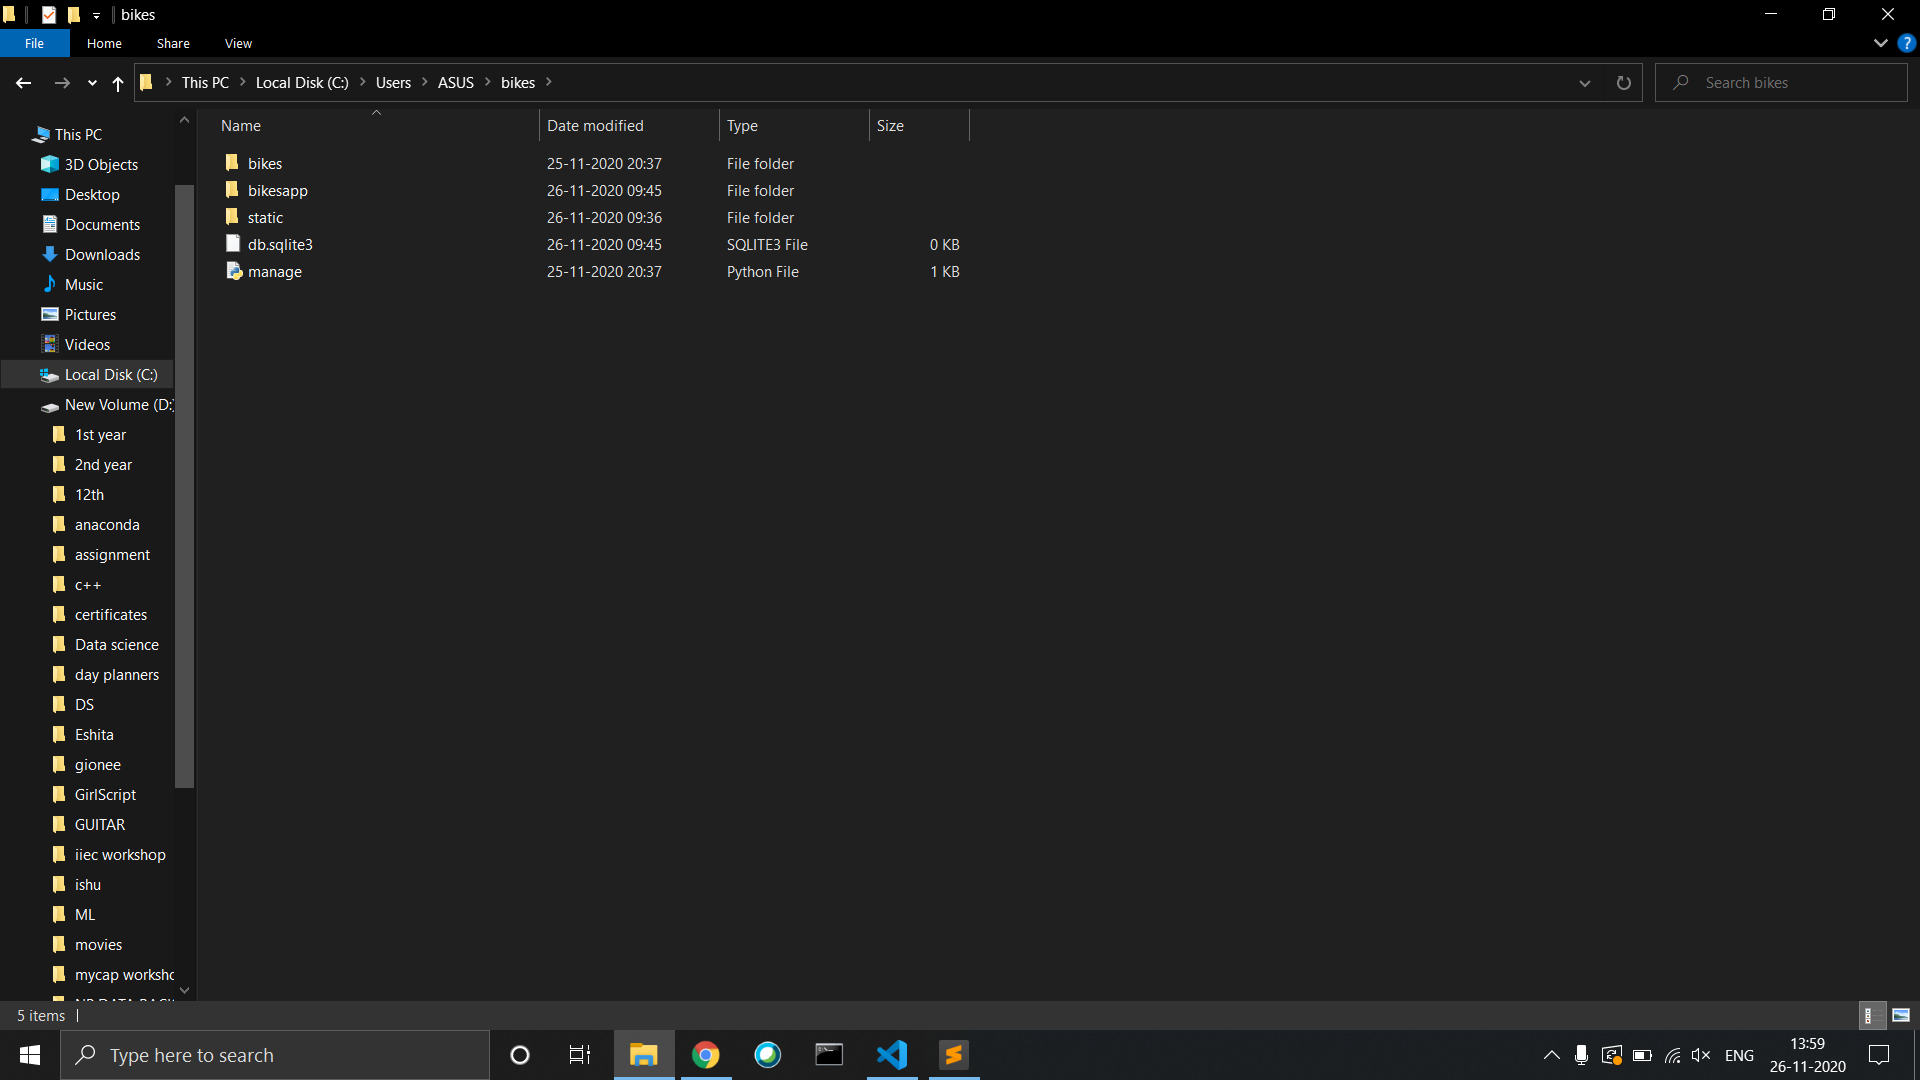 bikes
File Home Share View
This PC Local Disk (C:) Users ASUS bikes Search bikes
Name Date modified Type Size
bikes 25-11-2020 20:37 File folder
bikesapp 26-11-2020 09:45 File folder
static 26-11-2020 09:36 File folder
db.sqlite3 26-11-2020 09:45 SQLITE3 File 0 KB
manage 25-11-2020 20:37 Python File 1 KB
This PC
3D Objects
Desktop
Documents
Downloads
Music
Pictures
Videos
Local Disk (C:)
New Volume (D:)
1st year
2nd year
12th
anaconda
assignment
c++
certificates
Data science
day planners
DS
Eshita
gionee
GirlScript
GUITAR
iiec workshop
ishu
ML
movies
mycap worksho
5 items
Type here to search
ENG
13:59
26-11-2020